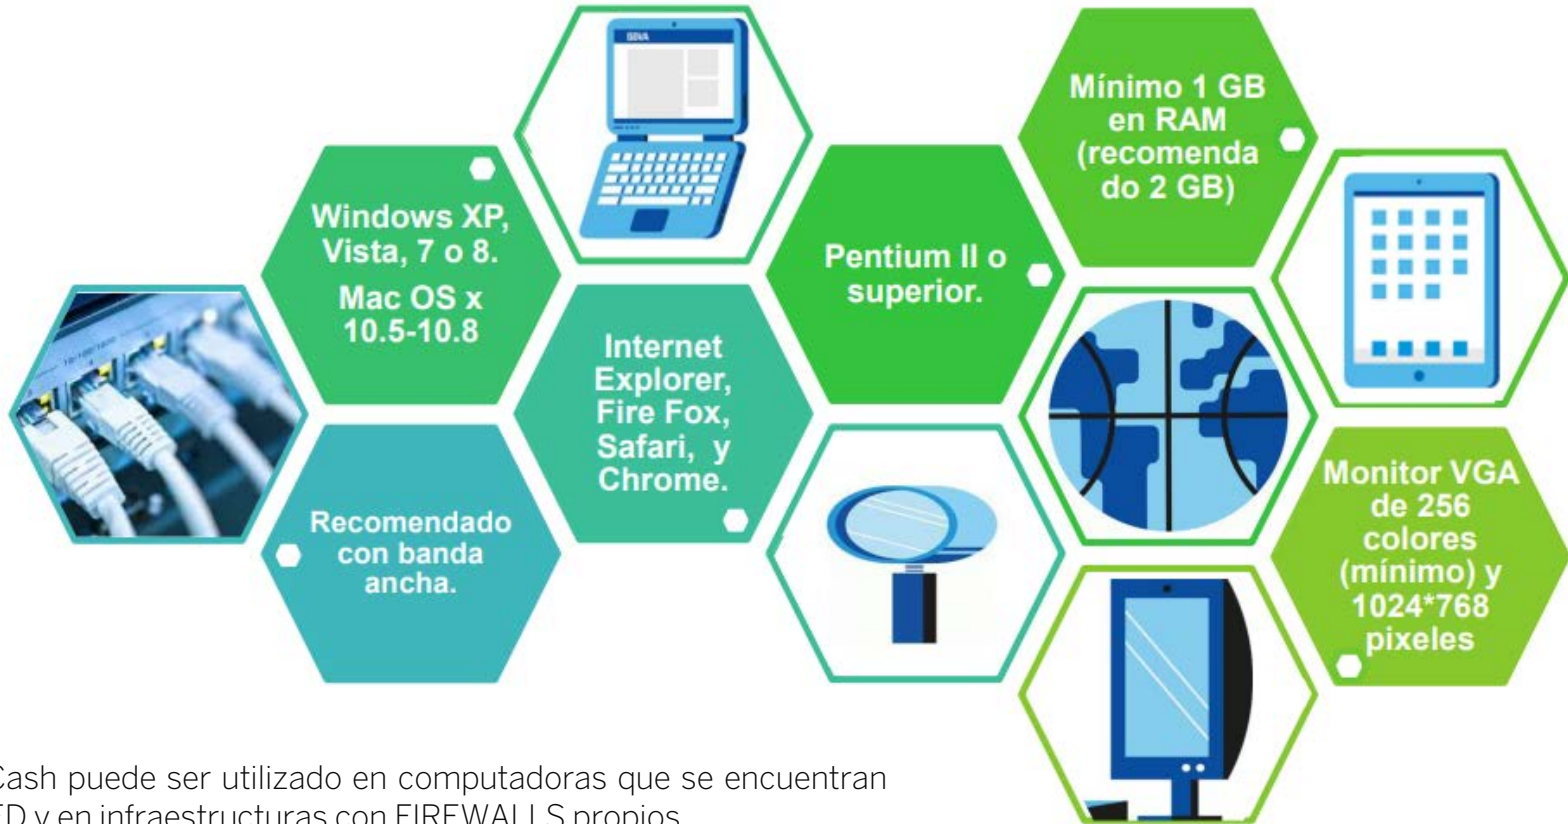 BBVA
Mínimo 1 GB
en RAM
(recomenda
do 2 GB)
Windows XP,
Vista, 7 o 8.
Mac OS x
10.5-10.8
Pentium II o
superior.
Internet
Explorer,
Fire Fox,
Safari, y
Chrome.
Recomendado
con banda
ancha.
Monitor VGA
de 256
colores
(mínimo) y
1024*768
pixeles
Cash puede ser utilizado en computadoras que se encuentran
ED y en infraestructuras con FIREWALLS propios